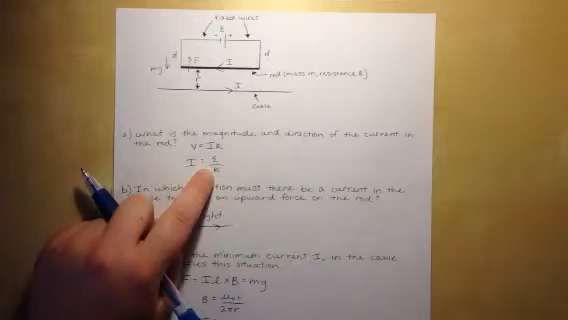 fixed wires
ε
- +
d d
mg ↓ ↑F I
rod (mass m, resistance R)
r
I
cable
a) What is the magnitude and direction of the current in
the rod? V = IR
I = ε/R
b) In which must there be a current in the
an upward force on the rod?
the minimum current I in the cable
this situation.
= I l × B = mg
B = μ₀I / 2πr